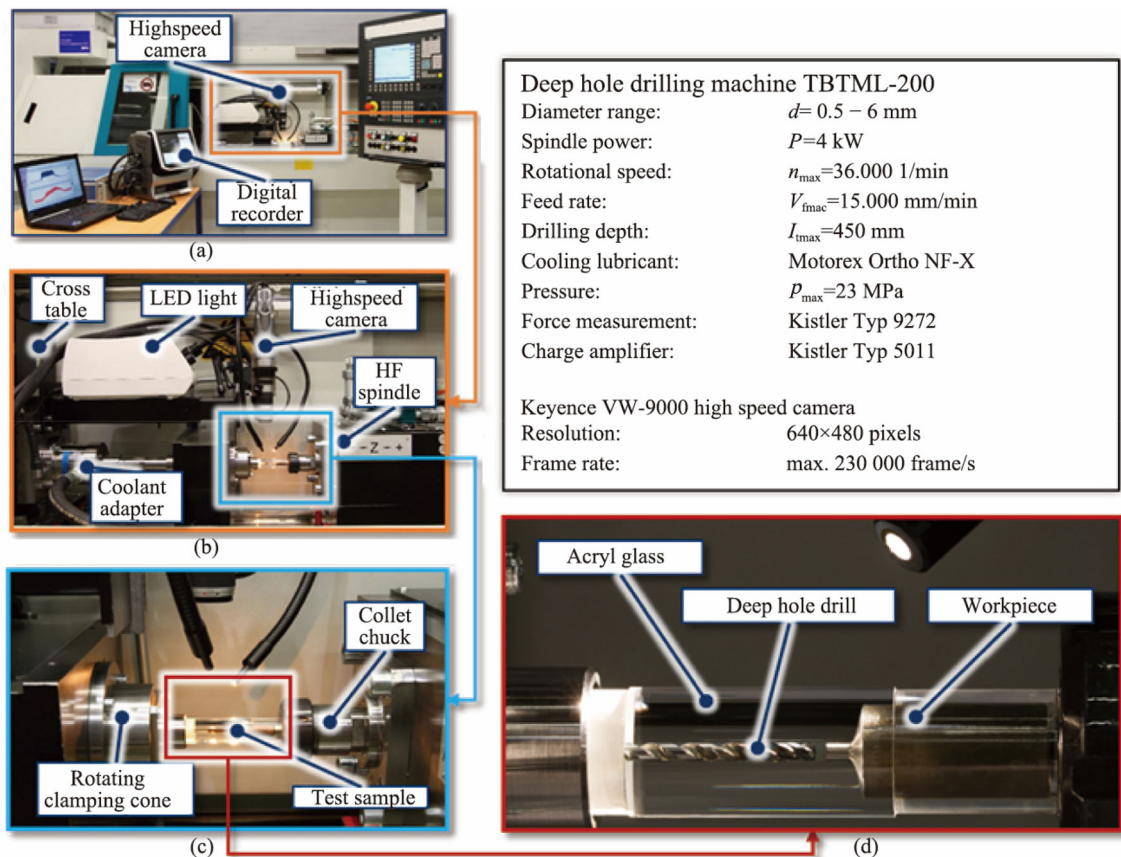 Highspeed
camera
Digital
recorder
(a)
Cross
table
LED light
Highspeed
camera
HF
spindle
-Z-+
Coolant
adapter
(b)
Collet
chuck
Rotating
clamping cone
Test sample
(c)
Deep hole drilling machine TBTML-200
Diameter range: d= 0.5 − 6 mm
Spindle power: P=4 kW
Rotational speed: nmax=36.000 1/min
Feed rate: Vfmac=15.000 mm/min
Drilling depth: Itmax=450 mm
Cooling lubricant: Motorex Ortho NF-X
Pressure: pmax=23 MPa
Force measurement: Kistler Typ 9272
Charge amplifier: Kistler Typ 5011
Keyence VW-9000 high speed camera
Resolution: 640×480 pixels
Frame rate: max. 230 000 frame/s
Acryl glass
Deep hole drill
Workpiece
(d)